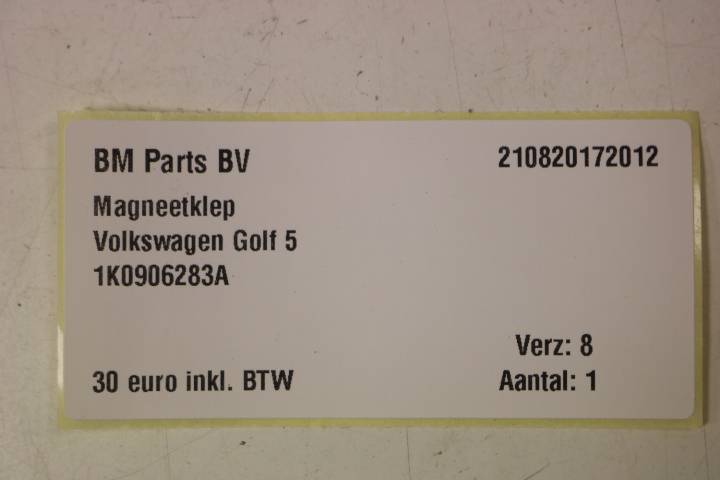 BM Parts BV 210820172012
Magneetklep
Volkswagen Golf 5
1K0906283A
Verz: 8
30 euro inkl. BTW Aantal: 1